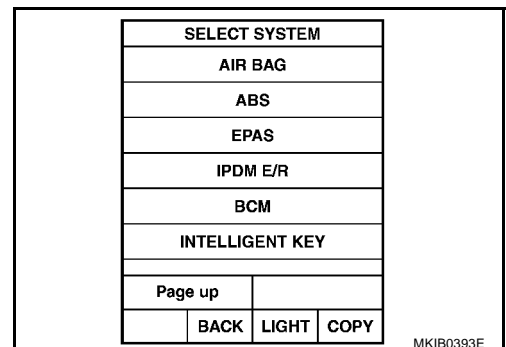 SELECT SYSTEM
AIR BAG
ABS
EPAS
IPDM E/R
BCM
INTELLIGENT KEY
Page up
BACK LIGHT COPY
MKIB0393E